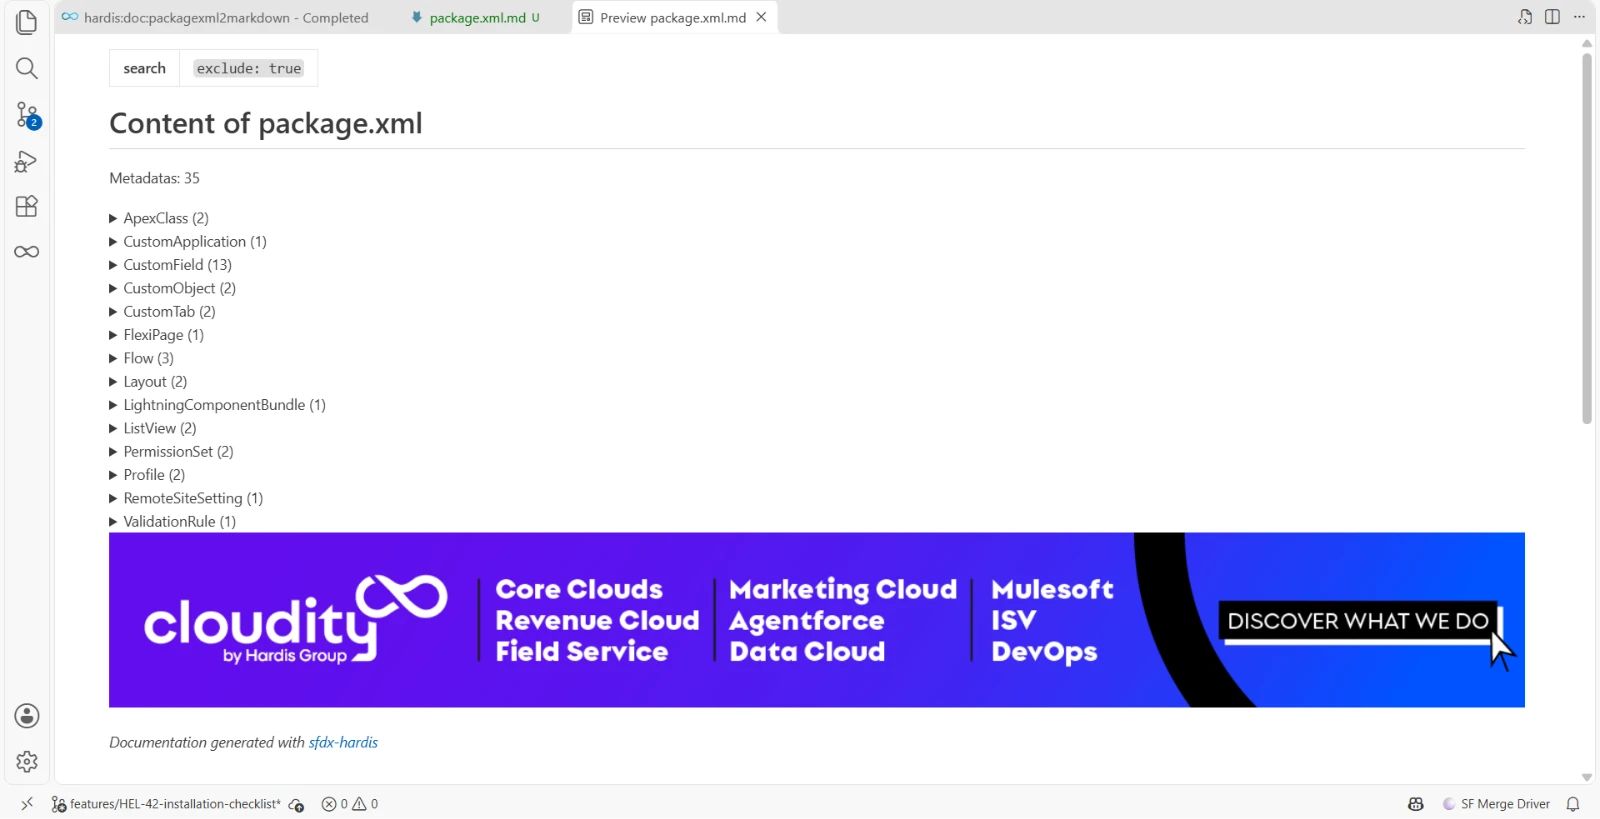 hardis:doc:packagexml2markdown - Completed
package.xml.md U
Preview package.xml.md
search exclude: true
Content of package.xml
Metadatas: 35
ApexClass (2)
CustomApplication (1)
CustomField (13)
CustomObject (2)
CustomTab (2)
FlexiPage (1)
Flow (3)
Layout (2)
LightningComponentBundle (1)
ListView (2)
PermissionSet (2)
Profile (2)
RemoteSiteSetting (1)
ValidationRule (1)
cloudity
by Hardis Group
Core Clouds
Revenue Cloud
Field Service
Marketing Cloud
Agentforce
Data Cloud
Mulesoft
ISV
DevOps
DISCOVER WHAT WE DO
Documentation generated with sfdx-hardis
2
features/HEL-42-installation-checklist* 0 0
SF Merge Driver